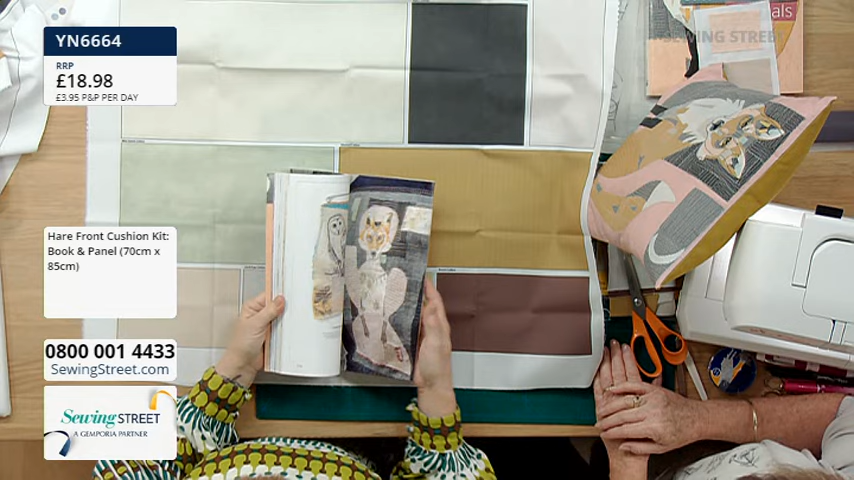 YN6664
RRP
£18.98
£3.95 P&P PER DAY
SEWING STREET
Hare Front Cushion Kit:
Book & Panel (70cm x
85cm)
0800 001 4433
SewingStreet.com
Sewing STREET
A GEMPORIA PARTNER